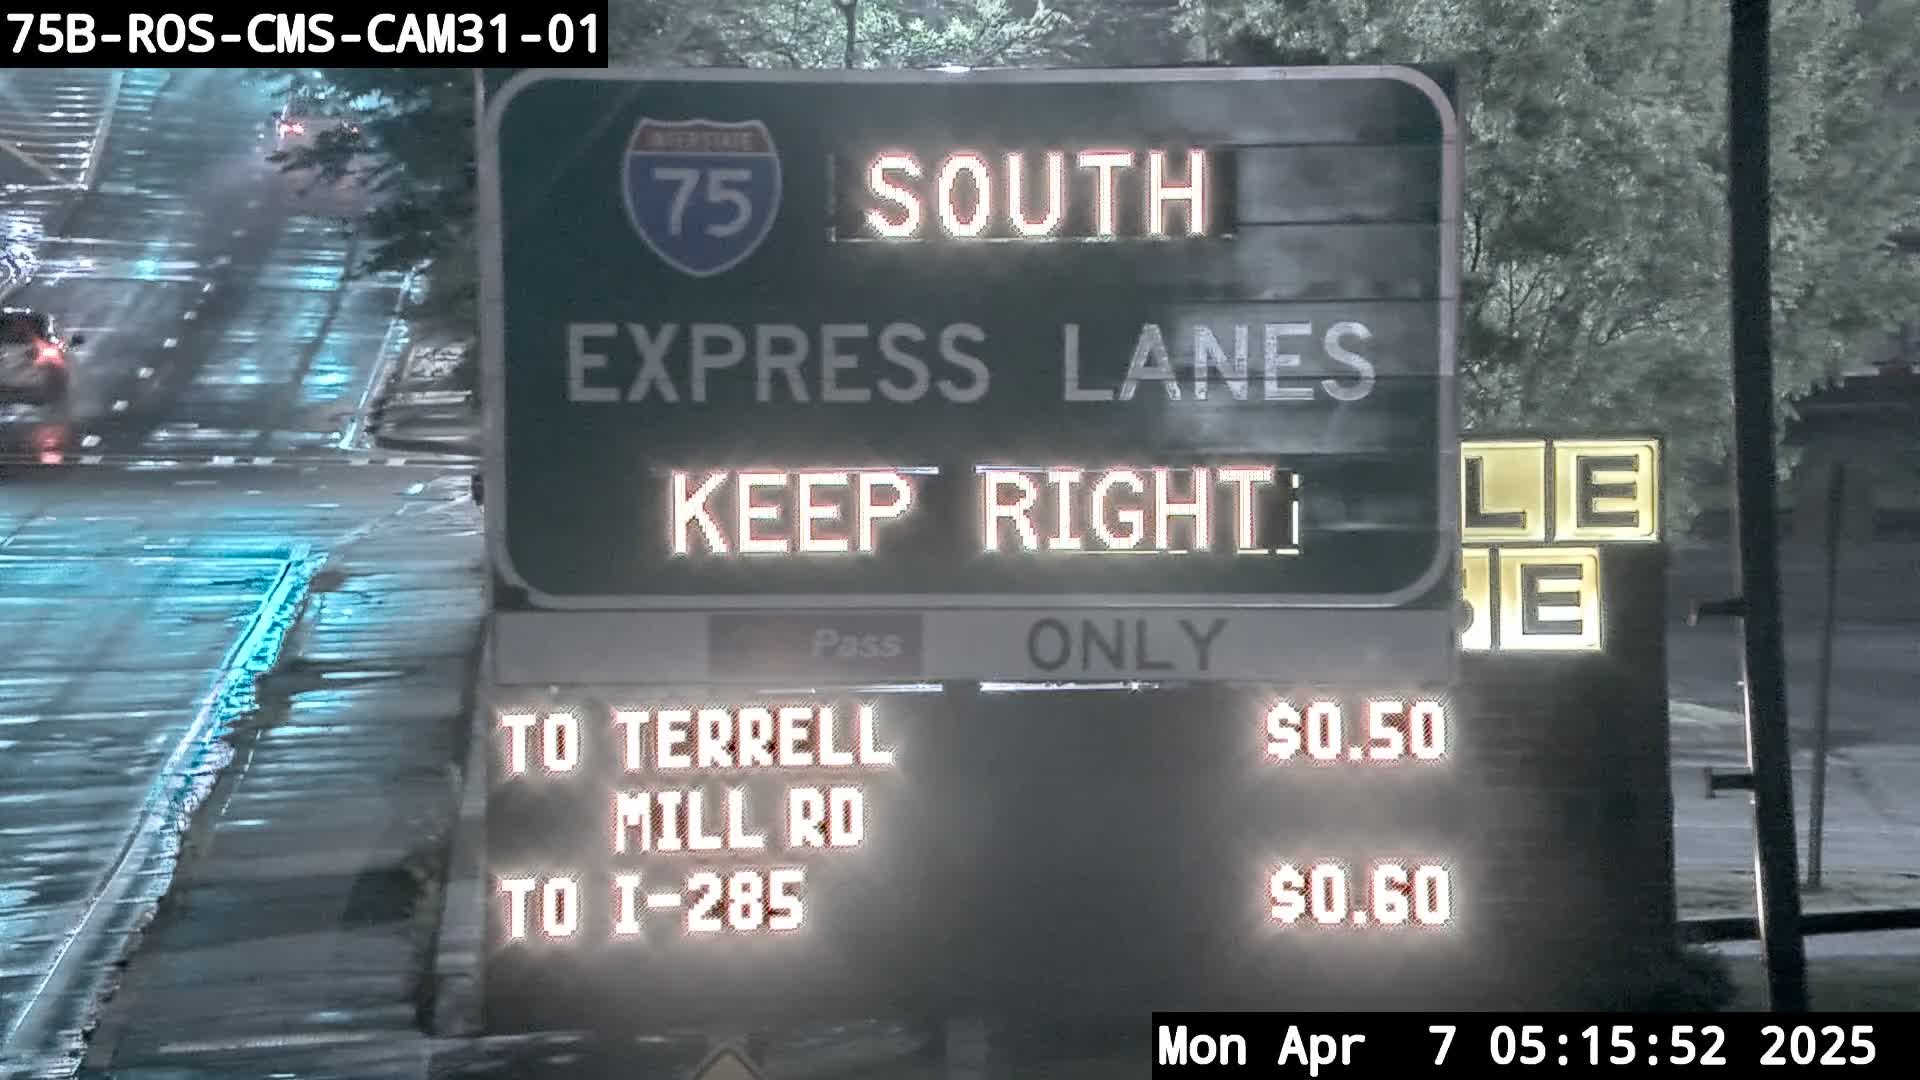 75B-ROS-CMS-CAM31-01
INTERSTATE
75
SOUTH
EXPRESS LANES
KEEP RIGHT
LE
E
Pass ONLY
TO TERRELL $0.50
MILL RD
TO I-285 $0.60
Mon Apr 7 05:15:52 2025